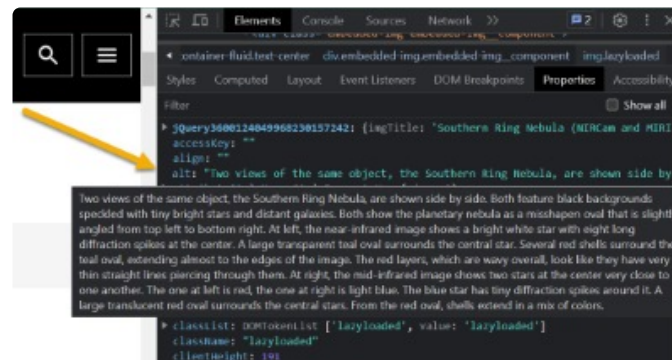 Elements Console Sources Network 2
ontainer-fluid.text-center div.embedded-img.embedded-img__component img.lazyloaded
Styles Computed Layout Event Listeners DOM Breakpoints Properties Accessibility
Filter Show all
jQuery3600124049968230157242: {imgTitle: 'Southern Ring Nebula (NIRCam and MIRI
accessKey: ""
align: ""
alt: "Two views of the same object, the Southern Ring Nebula, are shown side by
Two views of the same object, the Southern Ring Nebula, are shown side by side. Both feature black backgrounds
speckled with tiny bright stars and distant galaxies. Both show the planetary nebula as a misshapen oval that is slightl
angled from top left to bottom right. At left, the near-infrared image shows a bright white star with eight long
diffraction spikes at the center. A large transparent teal oval surrounds the central star. Several red shells surround the
teal oval, extending almost to the edges of the image. The red layers, which are wavy overall, look like they have very
thin straight lines piercing through them. At right, the mid-infrared image shows two stars at the center very close to
one another. The one at left is red, the one at right is light blue. The blue star has tiny diffraction spikes around it. A
large translucent red oval surrounds the central stars. From the red oval, shells extend in a mix of colors.
classList: DOMTokenList ['lazyloaded', value: 'lazyloaded']
className: "lazyloaded"
clientHeight: 191